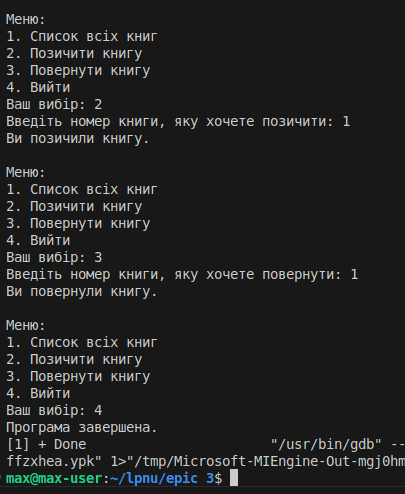 Меню:
1. Список всіх книг
2. Позичити книгу
3. Повернути книгу
4. Вийти
Ваш вибір: 2
Введіть номер книги, яку хочете позичити: 1
Ви позичили книгу.
Меню:
1. Список всіх книг
2. Позичити книгу
3. Повернути книгу
4. Вийти
Ваш вибір: 3
Введіть номер книги, яку хочете повернути: 1
Ви повернули книгу.
Меню:
1. Список всіх книг
2. Позичити книгу
3. Повернути книгу
4. Вийти
Ваш вибір: 4
Програма завершена.
[1] + Done "/usr/bin/gdb" --
ffzxhea.ypk" 1>"/tmp/Microsoft-MIEngine-Out-mgj0hm
max@max-user:~/lpnu/epic 3$